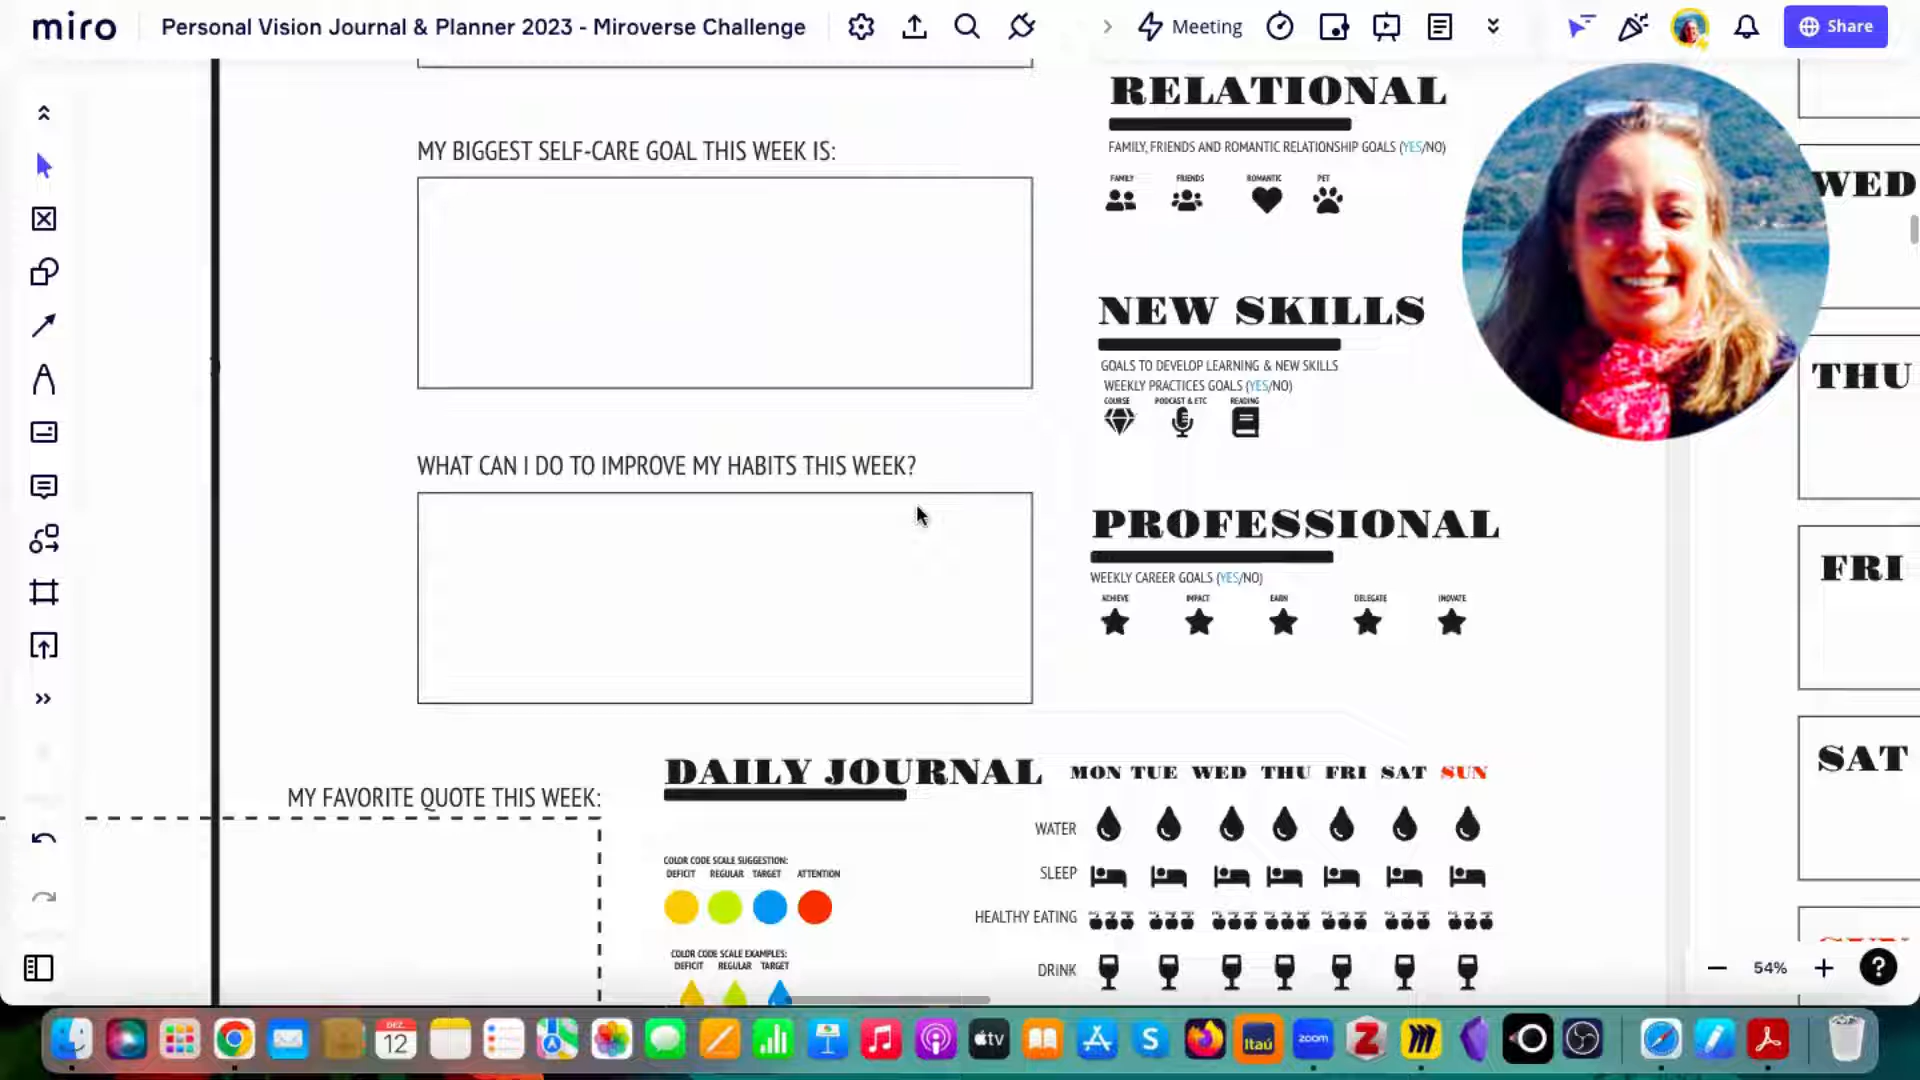 miro
Personal Vision Journal & Planner 2023 - Miroverse Challenge
Meeting
Share
RELATIONAL
FAMILY, FRIENDS AND ROMANTIC RELATIONSHIP GOALS (YES/NO)
FAMILY FRIENDS ROMANTIC PET
MY BIGGEST SELF-CARE GOAL THIS WEEK IS:
NEW SKILLS
GOALS TO DEVELOP LEARNING & NEW SKILLS
WEEKLY PRACTICES GOALS (YES/NO)
COURSE PODCAST & ETC READING
WHAT CAN I DO TO IMPROVE MY HABITS THIS WEEK?
PROFESSIONAL
WEEKLY CAREER GOALS (YES/NO)
ACHIEVE IMPACT EARN DELEGATE INOVATE
WED
THU
FRI
SAT
MY FAVORITE QUOTE THIS WEEK:
DAILY JOURNAL
COLOR CODE SCALE SUGGESTION:
DEFICIT REGULAR TARGET ATTENTION
COLOR CODE SCALE EXAMPLES:
DEFICIT REGULAR TARGET
MON TUE WED THU FRI SAT SUN
WATER
SLEEP
HEALTHY EATING
DRINK
54%
?
DEZ.
12
tv
Itaú
zoom